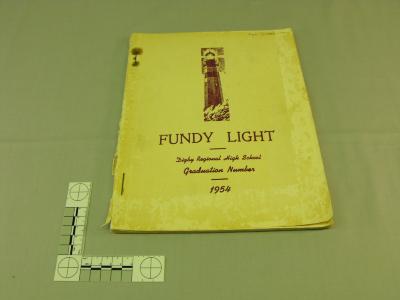 FUNDY LIGHT
Digby Regional High School
Graduation Number
1954